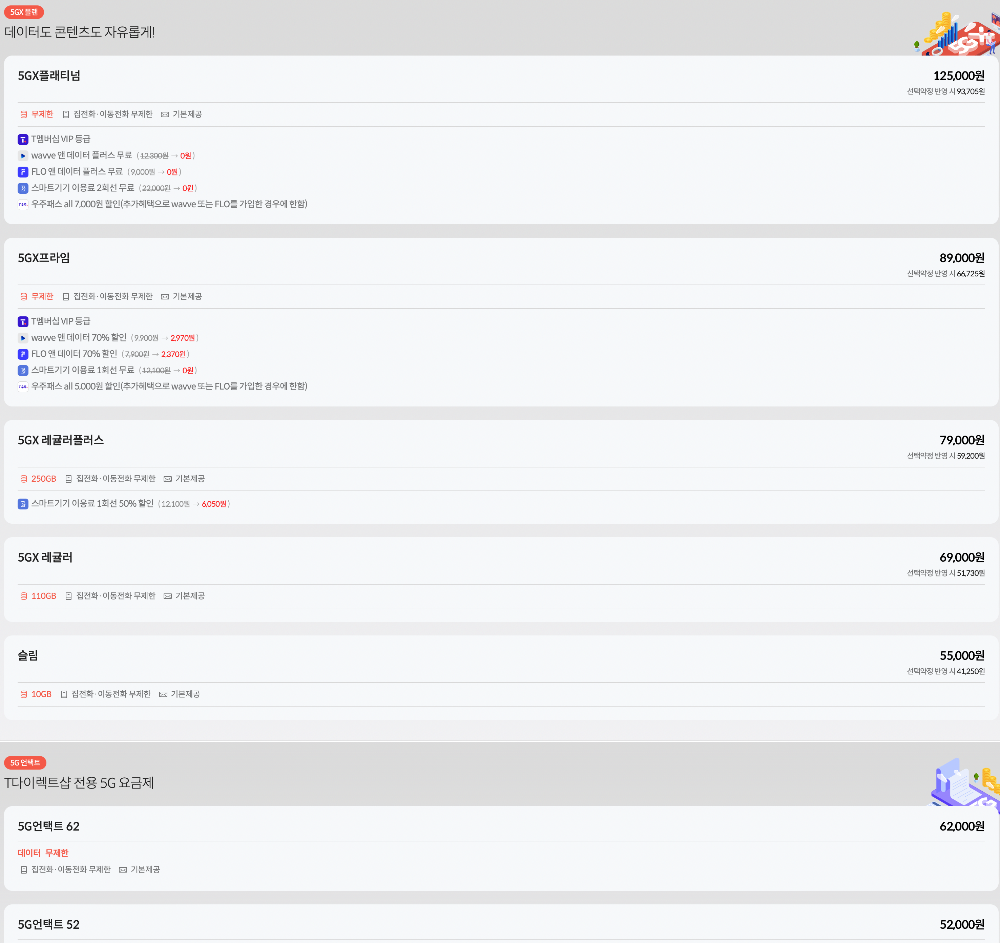 5GX 플랜
데이터도 콘텐츠도 자유롭게!
5GX플래티넘
125,000원
선택약정 반영 시 93,705원
무제한 집전화·이동전화 무제한 기본제공
T멤버십 VIP 등급
wavve 앤 데이터 플러스 무료 ( 12,300원 → 0원 )
FLO 앤 데이터 플러스 무료 ( 9,000원 → 0원 )
스마트기기 이용료 2회선 무료 ( 22,000원 → 0원 )
우주패스 all 7,000원 할인(추가혜택으로 wavve 또는 FLO를 가입한 경우에 한함)
5GX프라임
89,000원
선택약정 반영 시 66,725원
무제한 집전화·이동전화 무제한 기본제공
T멤버십 VIP 등급
wavve 앤 데이터 70% 할인 ( 9,900원 → 2,970원 )
FLO 앤 데이터 70% 할인 ( 7,900원 → 2,370원 )
스마트기기 이용료 1회선 무료 ( 12,100원 → 0원 )
우주패스 all 5,000원 할인(추가혜택으로 wavve 또는 FLO를 가입한 경우에 한함)
5GX 레귤러플러스
79,000원
선택약정 반영 시 59,200원
250GB 집전화·이동전화 무제한 기본제공
스마트기기 이용료 1회선 50% 할인 ( 12,100원 → 6,050원 )
5GX 레귤러
69,000원
선택약정 반영 시 51,730원
110GB 집전화·이동전화 무제한 기본제공
슬림
55,000원
선택약정 반영 시 41,250원
10GB 집전화·이동전화 무제한 기본제공
5G 언택트
T다이렉트샵 전용 5G 요금제
5G언택트 62
62,000원
데이터 무제한
집전화·이동전화 무제한 기본제공
5G언택트 52
52,000원